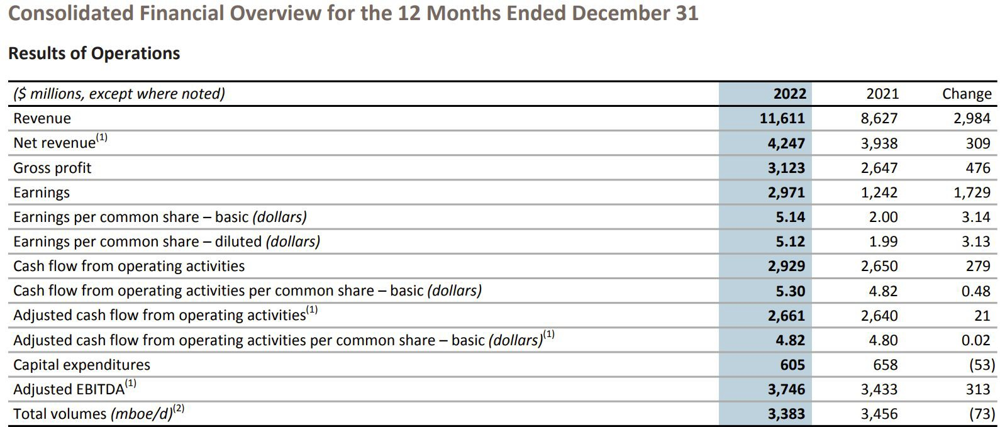 Consolidated Financial Overview for the 12 Months Ended December 31
Results of Operations
($ millions, except where noted) 2022 2021 Change
Revenue 11,611 8,627 2,984
Net revenue(1) 4,247 3,938 309
Gross profit 3,123 2,647 476
Earnings 2,971 1,242 1,729
Earnings per common share – basic (dollars) 5.14 2.00 3.14
Earnings per common share – diluted (dollars) 5.12 1.99 3.13
Cash flow from operating activities 2,929 2,650 279
Cash flow from operating activities per common share – basic (dollars) 5.30 4.82 0.48
Adjusted cash flow from operating activities(1) 2,661 2,640 21
Adjusted cash flow from operating activities per common share – basic (dollars)(1) 4.82 4.80 0.02
Capital expenditures 605 658 (53)
Adjusted EBITDA(1) 3,746 3,433 313
Total volumes (mboe/d)(2) 3,383 3,456 (73)